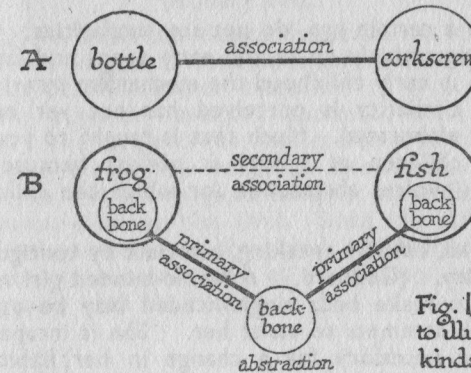 A
bottle
association
corkscrew
B
frog
back
bone
secondary
association
fish
back
bone
primary
association
primary
association
back-
bone
abstraction
Fig. 
to illu
kinds